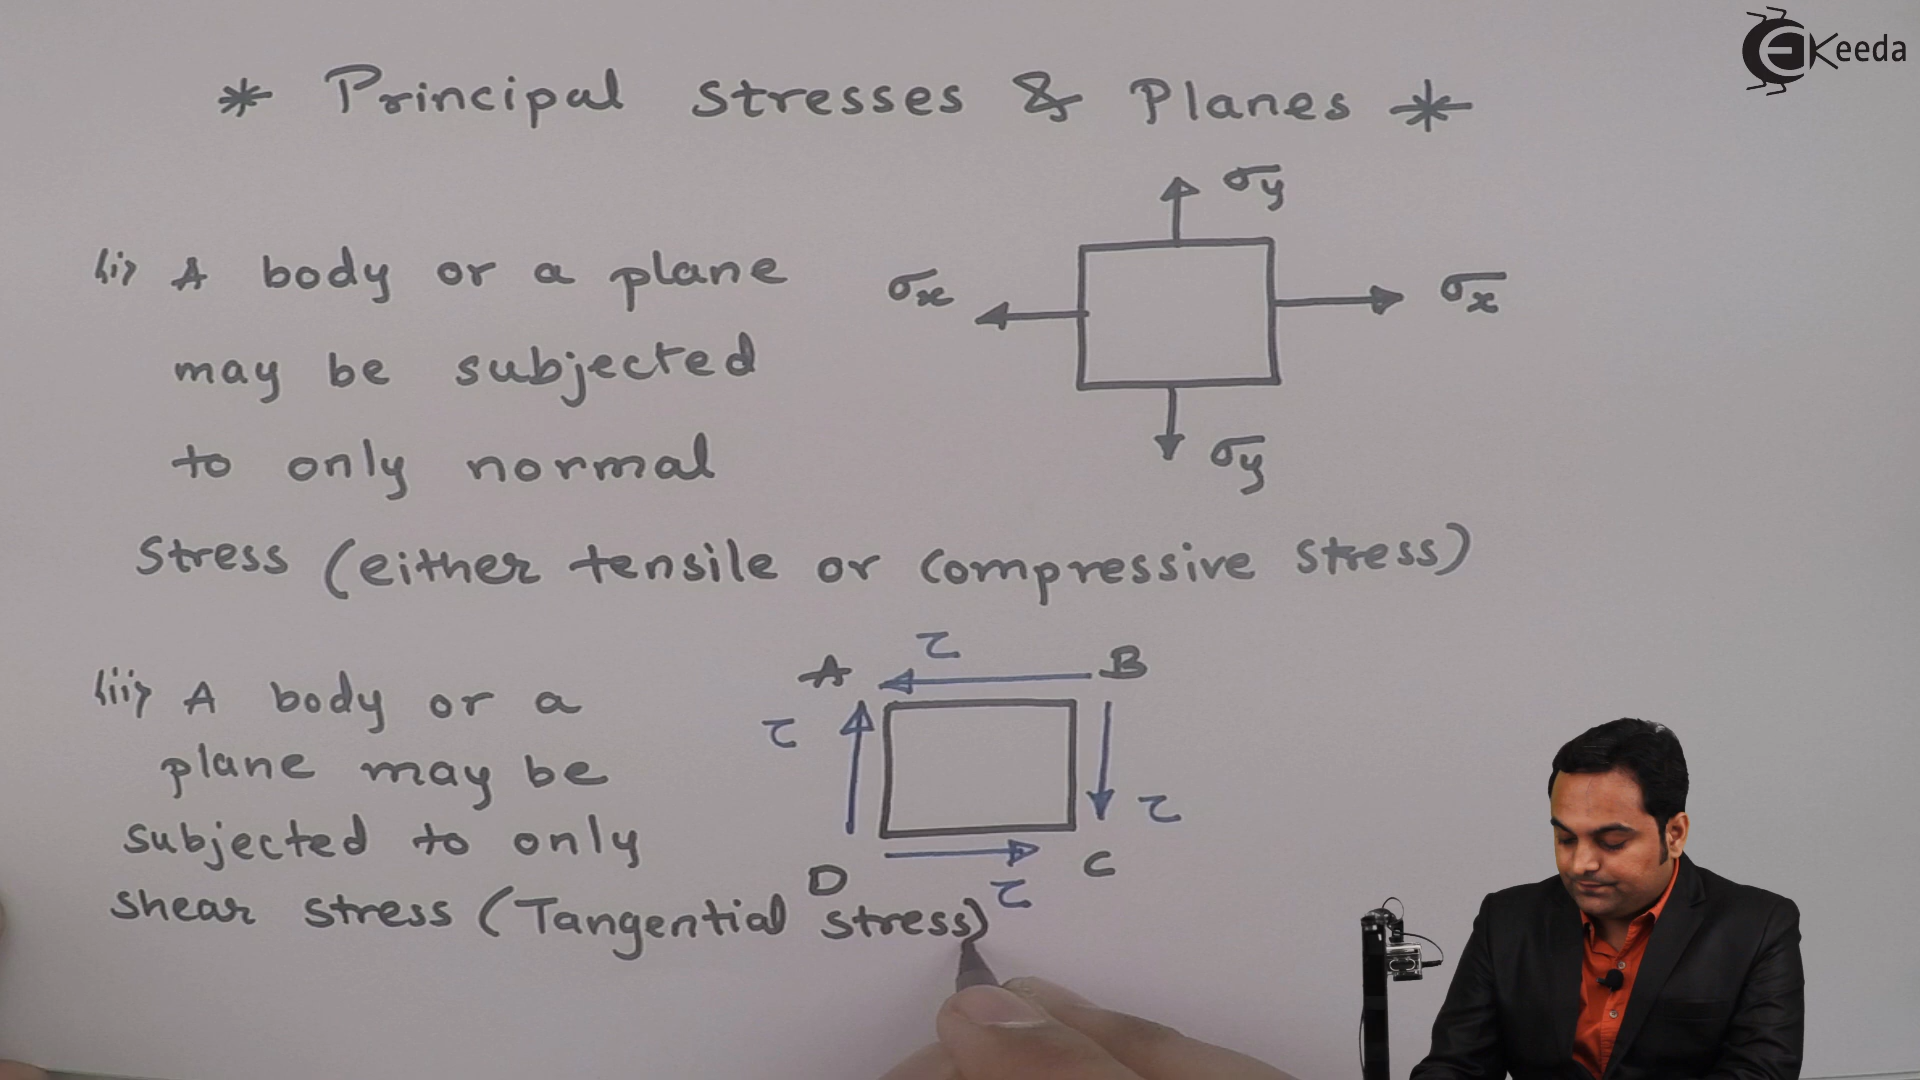 EKeeda
* Principal Stresses & Planes *
σy
(i) A body or a plane
σx
σx
may be subjected
to only normal
σy
Stress (either tensile or compressive stress)
τ
A
B
(ii) A body or a
τ
plane may be
τ
subjected to only
D
C
τ
shear stress (Tangential stress)